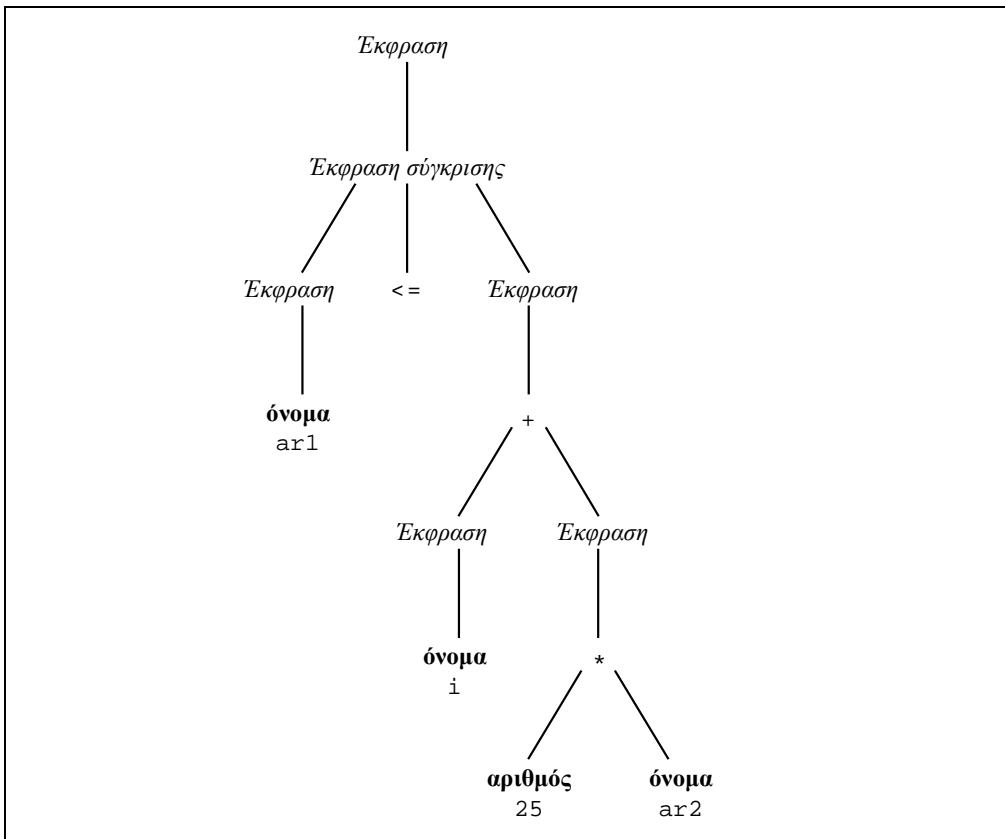 Έκφραση
Έκφραση σύγκρισης
Έκφραση <= Έκφραση
όνομα
ar1
+
Έκφραση Έκφραση
όνομα
i
*
αριθμός όνομα
25 ar2